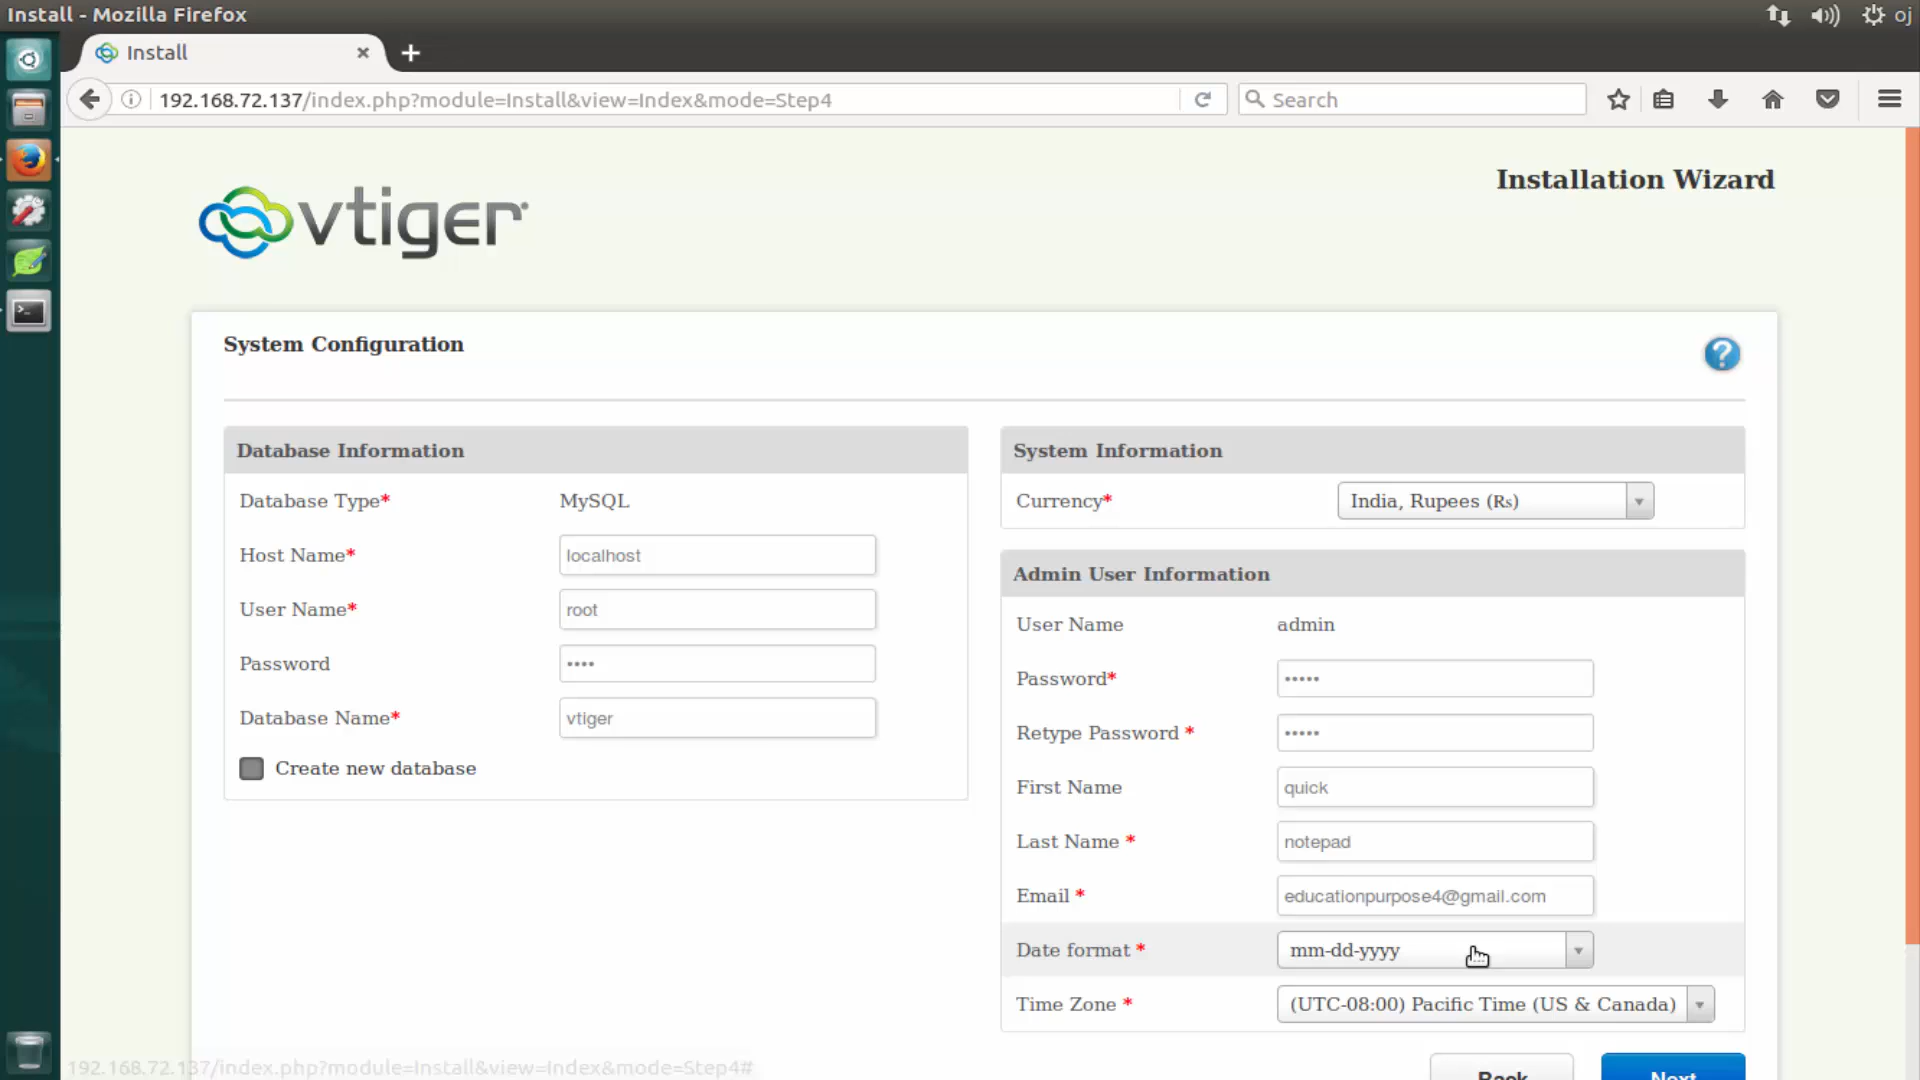 Install - Mozilla Firefox
oj
Install
192.168.72.137/index.php?module=Install&view=Index&mode=Step4
Search
vtiger
Installation Wizard
System Configuration
?
Database Information
Database Type* MySQL
Host Name* localhost
User Name* root
Password ••••
Database Name* vtiger
Create new database
System Information
Currency* India, Rupees (₨)
Admin User Information
User Name admin
Password* •••••
Retype Password * •••••
First Name quick
Last Name * notepad
Email * educationpurpose4@gmail.com
Date format * mm-dd-yyyy
Time Zone * (UTC-08:00) Pacific Time (US & Canada)
Back Next
192.168.72.137/index.php?module=Install&view=Index&mode=Step4#